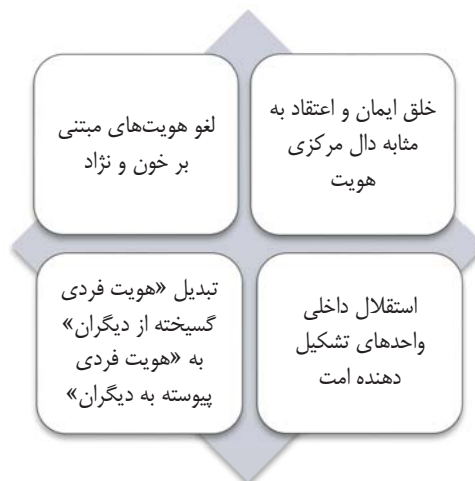 خلق ایمان و اعتقاد به
مثابه دال مرکزی
هویت
لغو هویت‌های مبتنی
بر خون و نژاد
استقلال داخلی
واحدهای تشکیل
دهنده امت
تبدیل «هویت فردی
گسیخته از دیگران»
به «هویت فردی
پیوسته به دیگران»